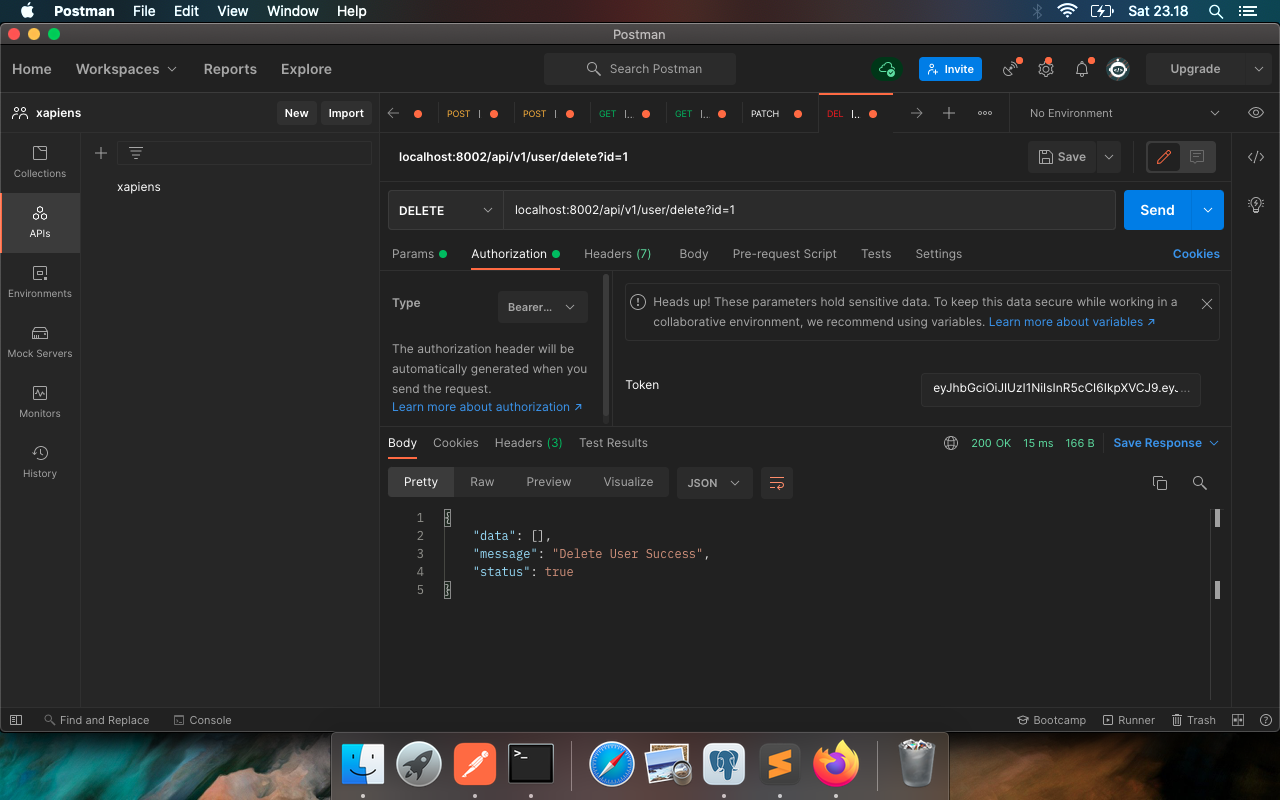 Postman File Edit View Window Help Sat 23.18
Postman
Home Workspaces Reports Explore Search Postman Invite Upgrade
xapiens New Import POST POST GET GET PATCH DEL No Environment
Collections
xapiens
localhost:8002/api/v1/user/delete?id=1 Save
APIs
DELETE localhost:8002/api/v1/user/delete?id=1 Send
Environments
Params Authorization Headers (7) Body Pre-request Script Tests Settings Cookies
Mock Servers
Monitors
History
Type Bearer...
The authorization header will be
automatically generated when you
send the request.
Learn more about authorization ↗
Heads up! These parameters hold sensitive data. To keep this data secure while working in a
collaborative environment, we recommend using variables. Learn more about variables ↗
Token
Body Cookies Headers (3) Test Results 200 OK 15 ms 166 B Save Response
Pretty Raw Preview Visualize JSON
1 {
2 "data": [],
3 "message": "Delete User Success",
4 "status": true
5 }
Find and Replace Console Bootcamp Runner Trash